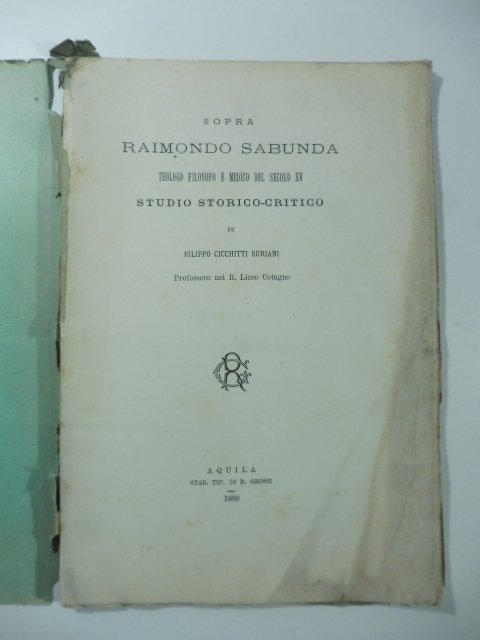 SOPRA
RAIMONDO SABUNDA
TEOLOGO FILOSOFO E MEDICO DEL SECOLO XV
STUDIO STORICO-CRITICO
DI
FILIPPO CICCHITTI SURIANI
Professore nel R. Liceo Cotugno
AQUILA
STAB. TIP. DI R. GROSSI
1889